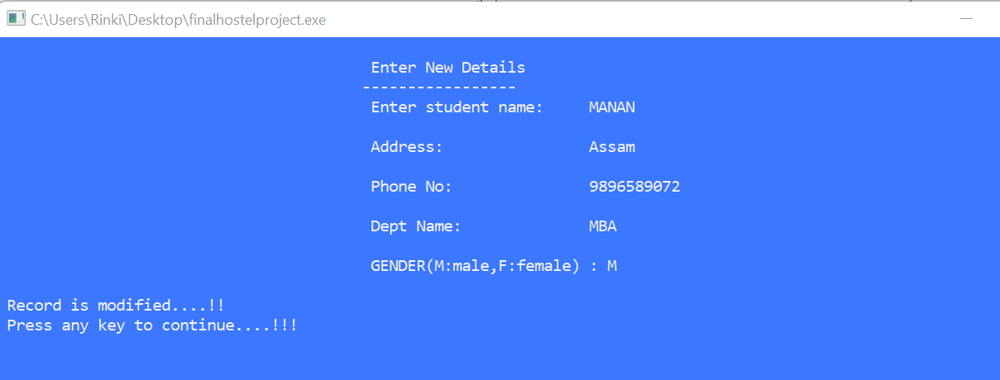 C:\Users\Rinki\Desktop\finalhostelproject.exe
Enter New Details
-----------------
Enter student name: MANAN
Address: Assam
Phone No: 9896589072
Dept Name: MBA
GENDER(M:male,F:female) : M
Record is modified....!!
Press any key to continue....!!!